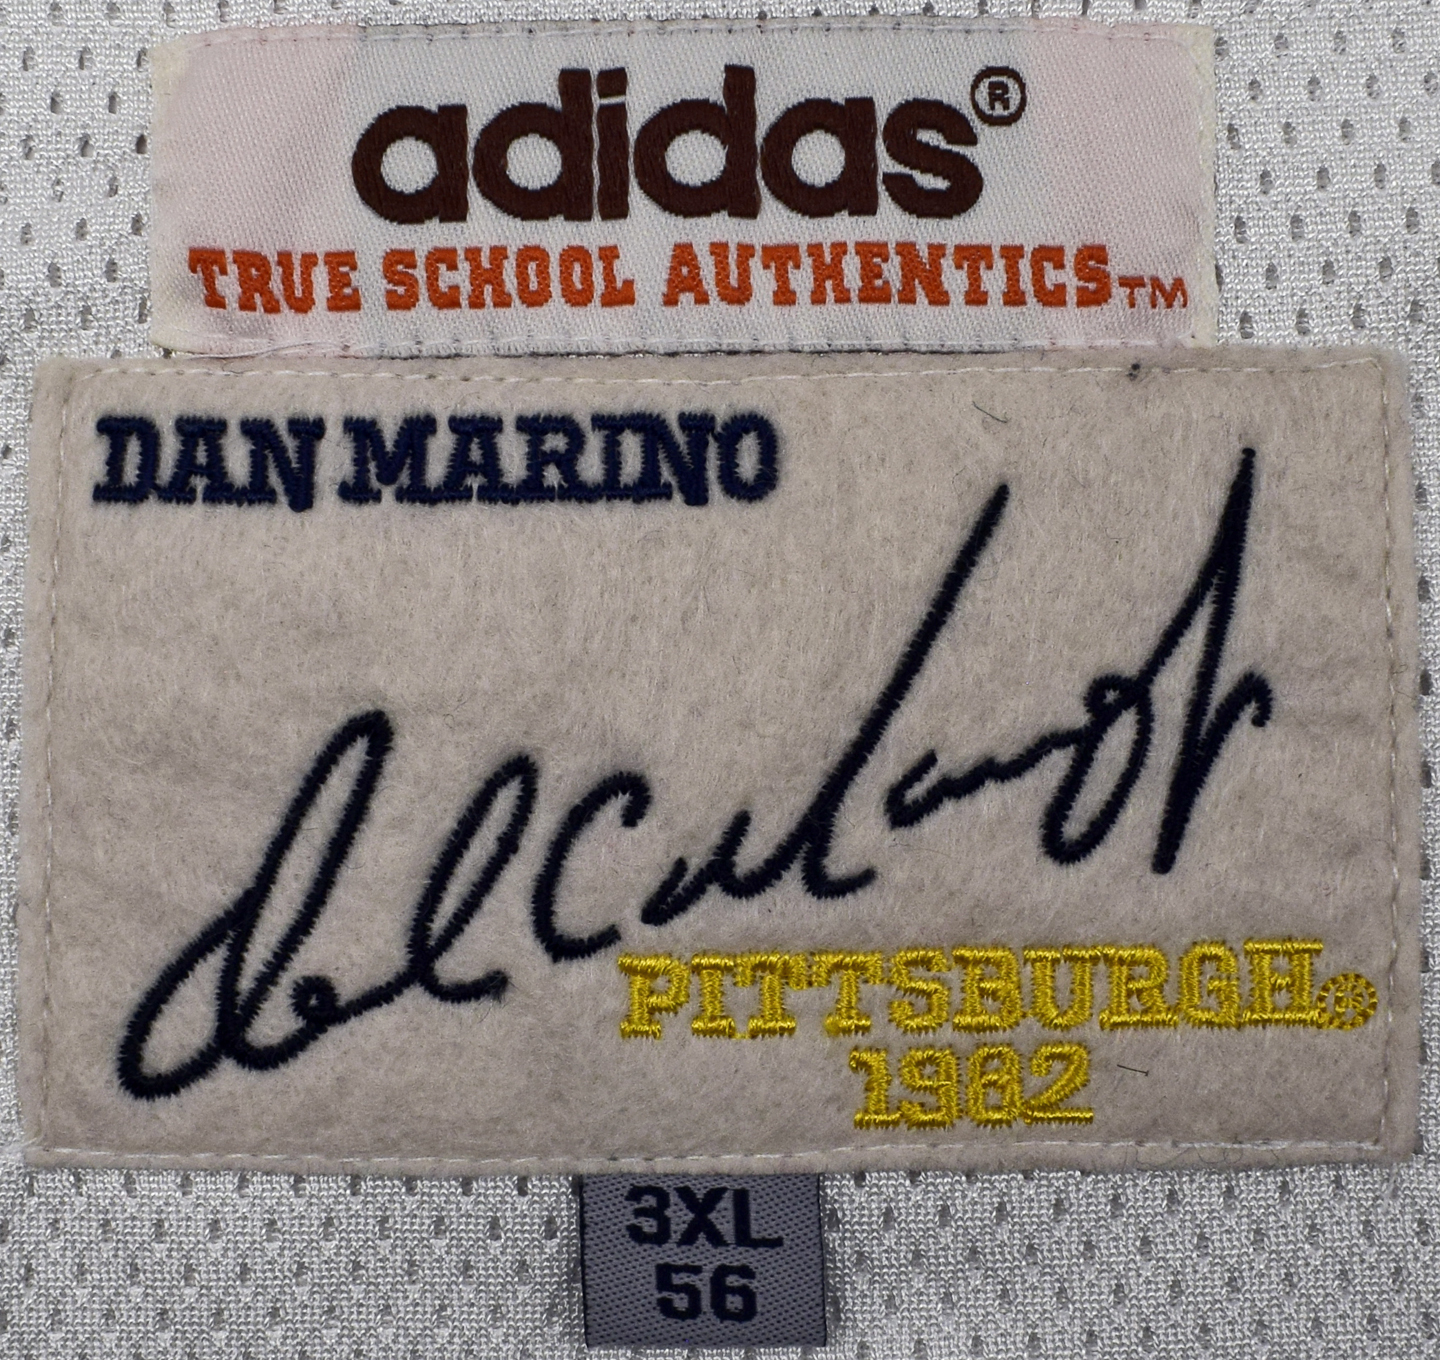 adidas®
TRUE SCHOOL AUTHENTICS™
DAN MARINO
PITTSBURGH®
1982
3XL
56